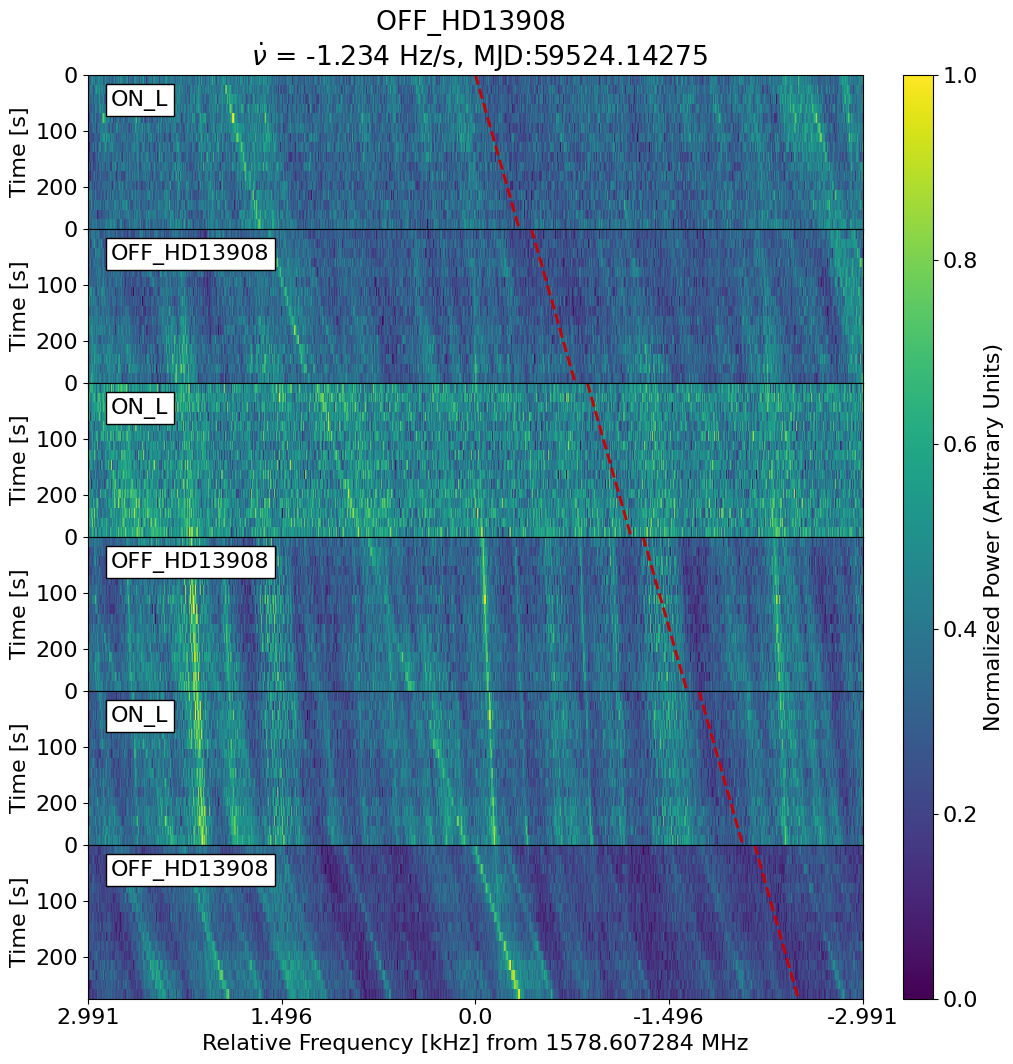 OFF_HD13908
ν̇ = -1.234 Hz/s, MJD:59524.14275
0
ON_L
100
200
Time [s]
0
OFF_HD13908
100
200
Time [s]
0
ON_L
100
200
Time [s]
0
OFF_HD13908
100
200
Time [s]
0
ON_L
100
200
Time [s]
0
OFF_HD13908
100
200
Time [s]
2.991 1.496 0.0 -1.496 -2.991
Relative Frequency [kHz] from 1578.607284 MHz
1.0
0.8
0.6
0.4
0.2
0.0
Normalized Power (Arbitrary Units)